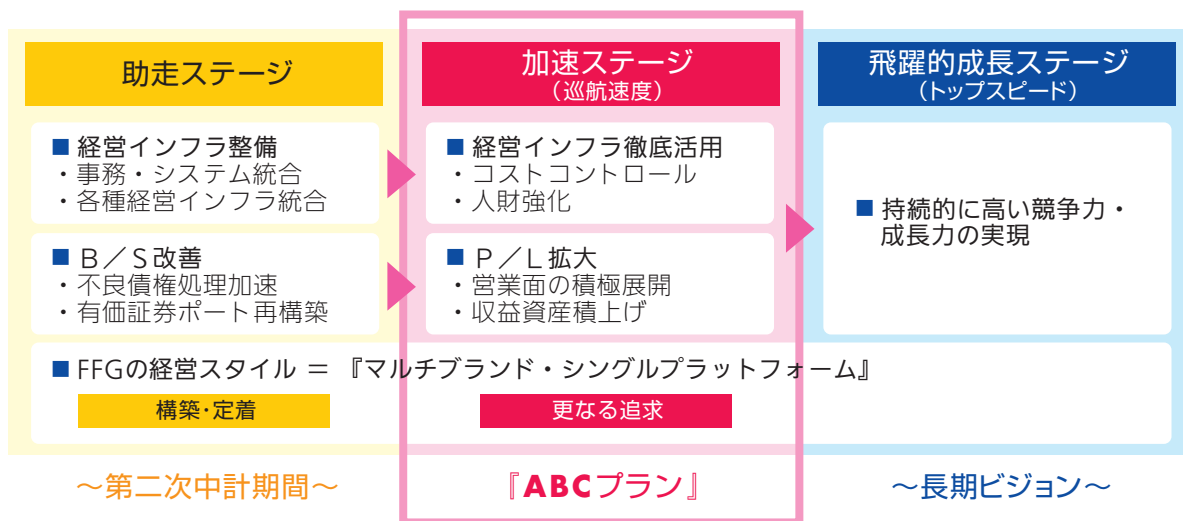 助走ステージ
■ 経営インフラ整備
・事務・システム統合
・各種経営インフラ統合
■ B／S改善
・不良債権処理加速
・有価証券ポート再構築
加速ステージ
（巡航速度）
■ 経営インフラ徹底活用
・コストコントロール
・人財強化
■ P／L拡大
・営業面の積極展開
・収益資産積上げ
飛躍的成長ステージ
（トップスピード）
■ 持続的に高い競争力・
成長力の実現
■ FFGの経営スタイル ＝ 『マルチブランド・シングルプラットフォーム』
構築・定着
更なる追求
～第二次中計期間～
『ABCプラン』
～長期ビジョン～